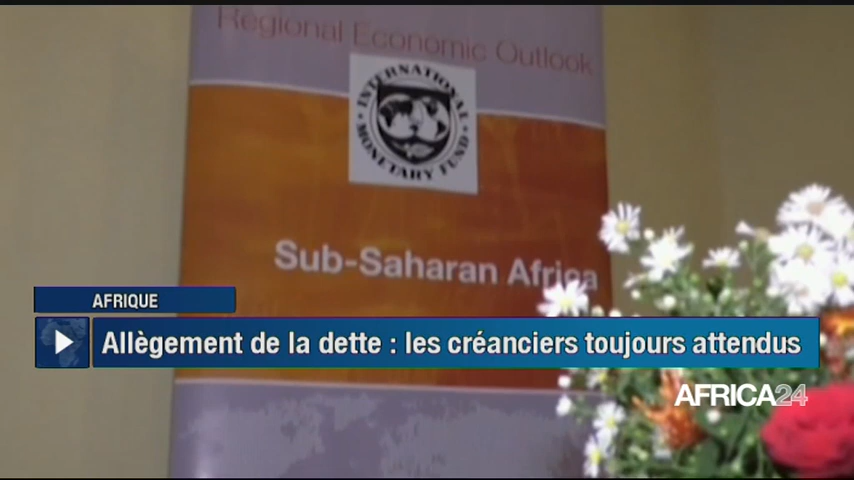 Regional Economic Outlook
INTERNATIONAL
MONETARY FUND
Sub-Saharan Africa
AFRIQUE
Allègement de la dette : les créanciers toujours attendus
AFRICA24